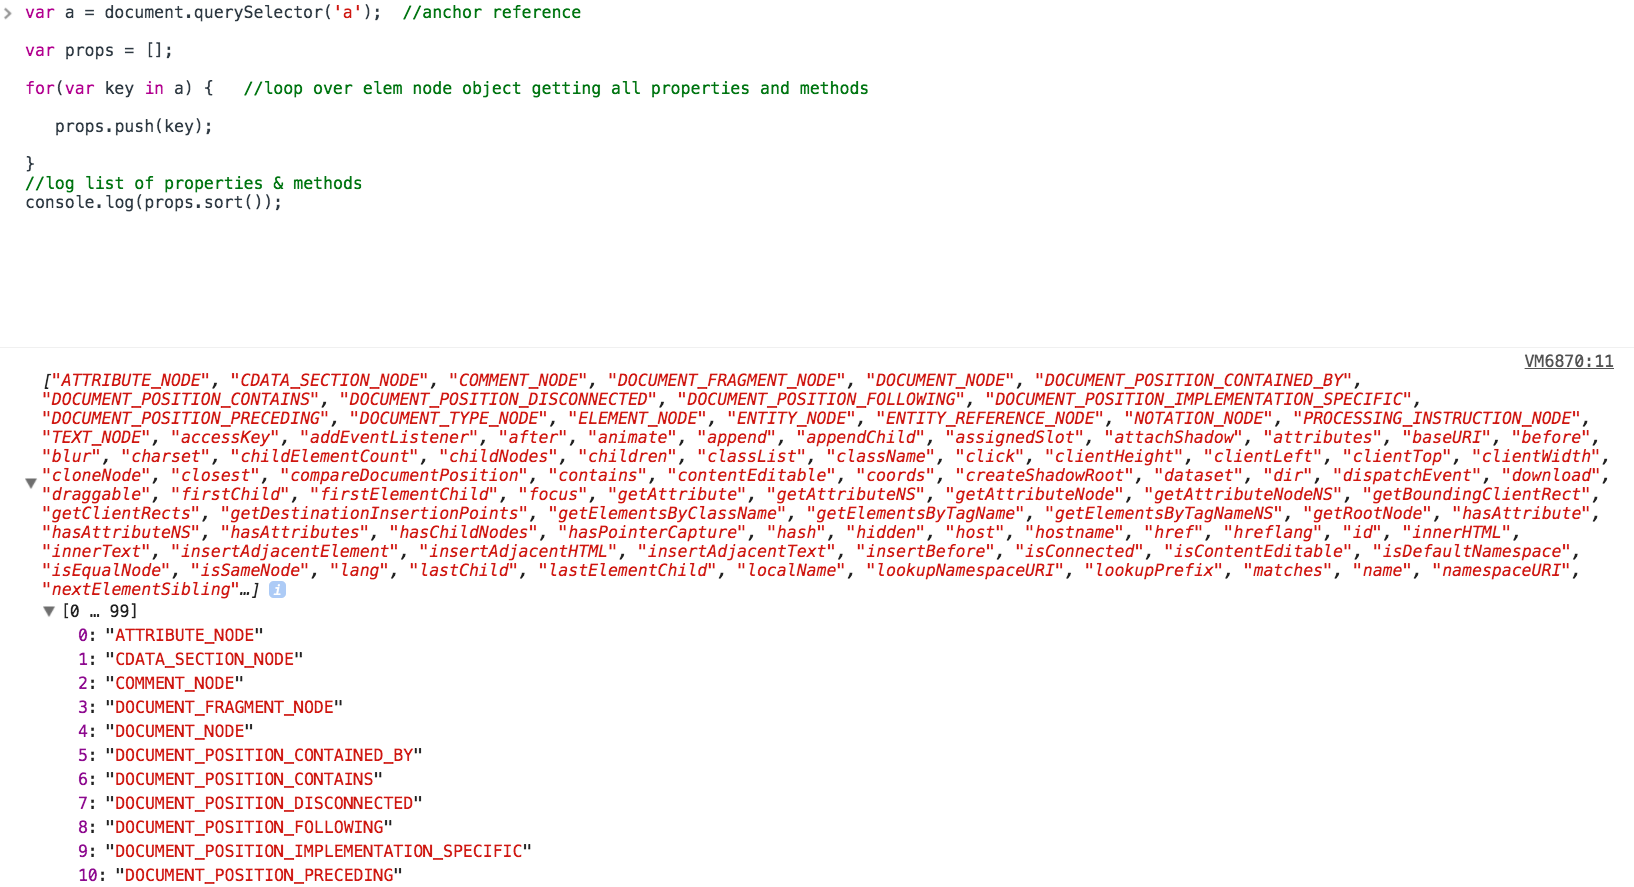 var a = document.querySelector('a');  //anchor reference
var props = [];
for(var key in a) {   //loop over elem node object getting all properties and methods
props.push(key);
}
//log list of properties & methods
console.log(props.sort());
VM6870:11
["ATTRIBUTE_NODE", "CDATA_SECTION_NODE", "COMMENT_NODE", "DOCUMENT_FRAGMENT_NODE", "DOCUMENT_NODE", "DOCUMENT_POSITION_CONTAINED_BY",
"DOCUMENT_POSITION_CONTAINS", "DOCUMENT_POSITION_DISCONNECTED", "DOCUMENT_POSITION_FOLLOWING", "DOCUMENT_POSITION_IMPLEMENTATION_SPECIFIC",
"DOCUMENT_POSITION_PRECEDING", "DOCUMENT_TYPE_NODE", "ELEMENT_NODE", "ENTITY_NODE", "ENTITY_REFERENCE_NODE", "NOTATION_NODE", "PROCESSING_INSTRUCTION_NODE",
"TEXT_NODE", "accessKey", "addEventListener", "after", "animate", "append", "appendChild", "assignedSlot", "attachShadow", "attributes", "baseURI", "before",
"blur", "charset", "childElementCount", "childNodes", "children", "classList", "className", "click", "clientHeight", "clientLeft", "clientTop", "clientWidth",
"cloneNode", "closest", "compareDocumentPosition", "contains", "contentEditable", "coords", "createShadowRoot", "dataset", "dir", "dispatchEvent", "download",
"draggable", "firstChild", "firstElementChild", "focus", "getAttribute", "getAttributeNS", "getAttributeNode", "getAttributeNodeNS", "getBoundingClientRect",
"getClientRects", "getDestinationInsertionPoints", "getElementsByClassName", "getElementsByTagName", "getElementsByTagNameNS", "getRootNode", "hasAttribute",
"hasAttributeNS", "hasAttributes", "hasChildNodes", "hasPointerCapture", "hash", "hidden", "host", "hostname", "href", "hreflang", "id", "innerHTML",
"innerText", "insertAdjacentElement", "insertAdjacentHTML", "insertAdjacentText", "insertBefore", "isConnected", "isContentEditable", "isDefaultNamespace",
"isEqualNode", "isSameNode", "lang", "lastChild", "lastElementChild", "localName", "lookupNamespaceURI", "lookupPrefix", "matches", "name", "namespaceURI",
"nextElementSibling"…] i
[0 … 99]
0: "ATTRIBUTE_NODE"
1: "CDATA_SECTION_NODE"
2: "COMMENT_NODE"
3: "DOCUMENT_FRAGMENT_NODE"
4: "DOCUMENT_NODE"
5: "DOCUMENT_POSITION_CONTAINED_BY"
6: "DOCUMENT_POSITION_CONTAINS"
7: "DOCUMENT_POSITION_DISCONNECTED"
8: "DOCUMENT_POSITION_FOLLOWING"
9: "DOCUMENT_POSITION_IMPLEMENTATION_SPECIFIC"
10: "DOCUMENT_POSITION_PRECEDING"